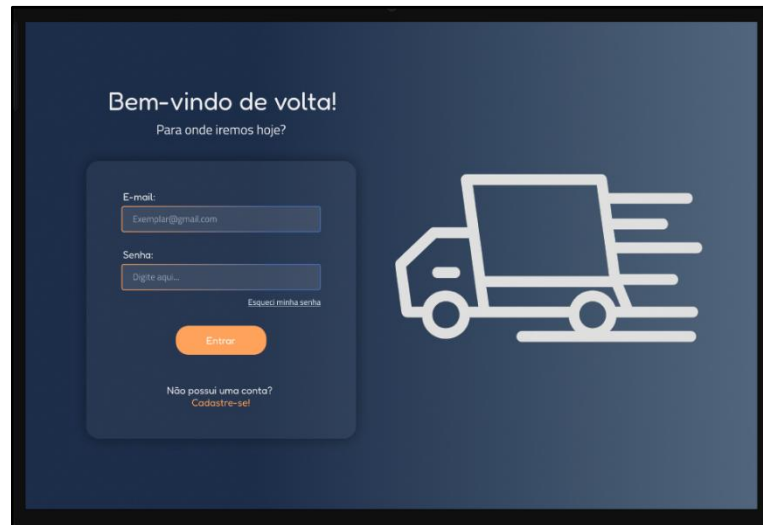 Bem-vindo de volta!
Para onde iremos hoje?
E-mail:
Exemplar@gmail.com
Senha:
Digite aqui...
Esqueci minha senha
Entrar
Não possui uma conta?
Cadastre-se!